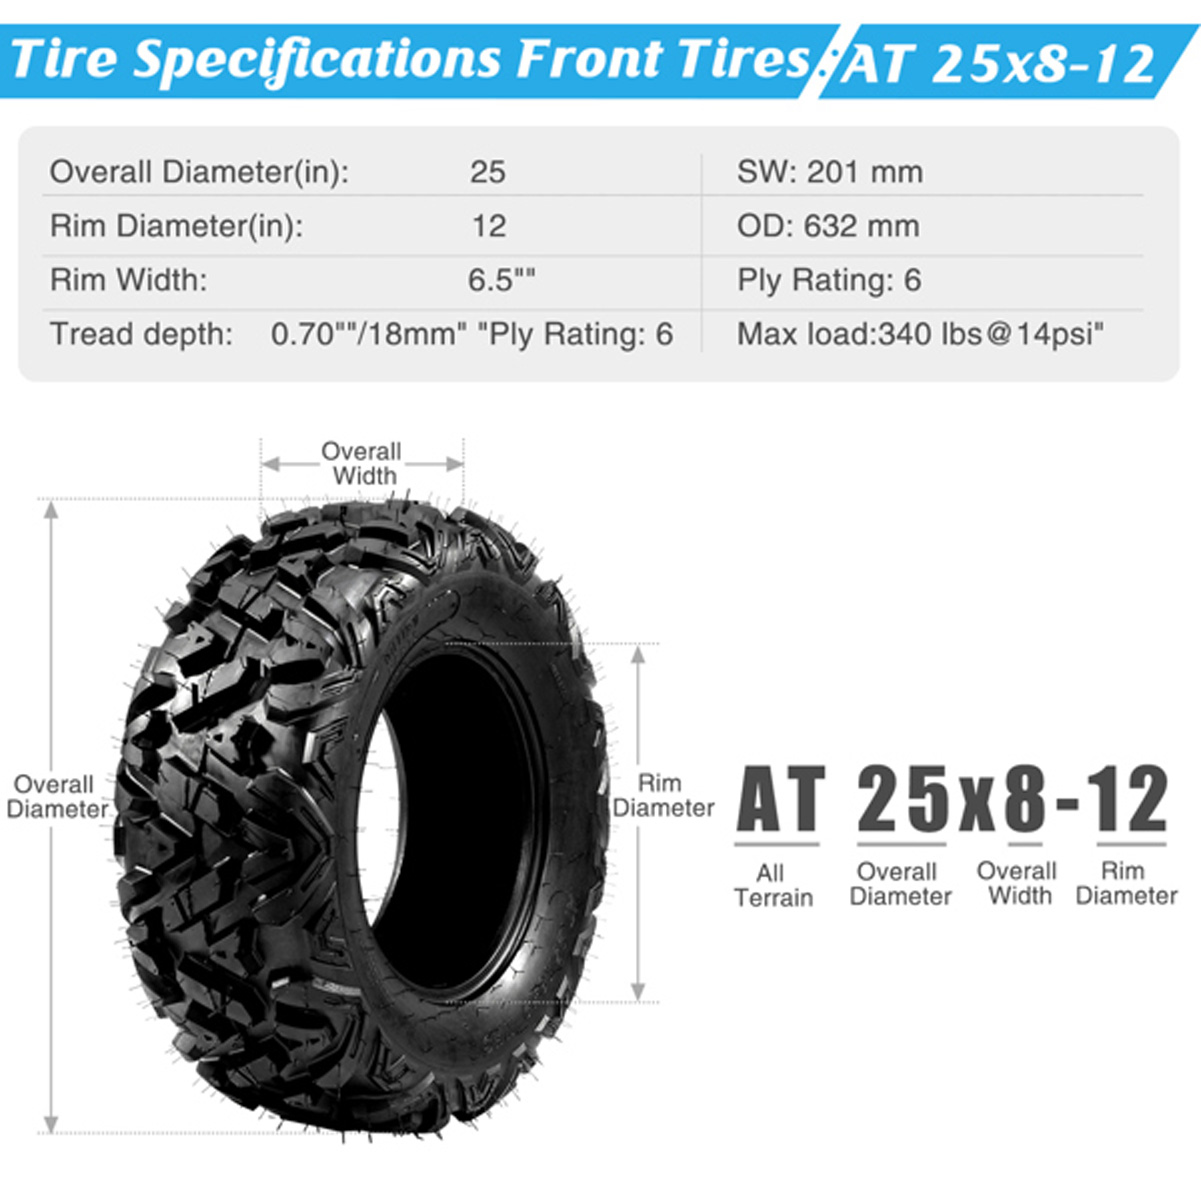 Tire Specifications Front Tires: AT 25x8-12
Overall Diameter(in): 25 SW: 201 mm
Rim Diameter(in): 12 OD: 632 mm
Rim Width: 6.5"" Ply Rating: 6
Tread depth: 0.70""/18mm" "Ply Rating: 6 Max load:340 lbs@14psi"
Overall
Width
Overall
Diameter
Rim
Diameter
AT 25x8-12
All
Terrain
Overall
Diameter
Overall
Width
Rim
Diameter